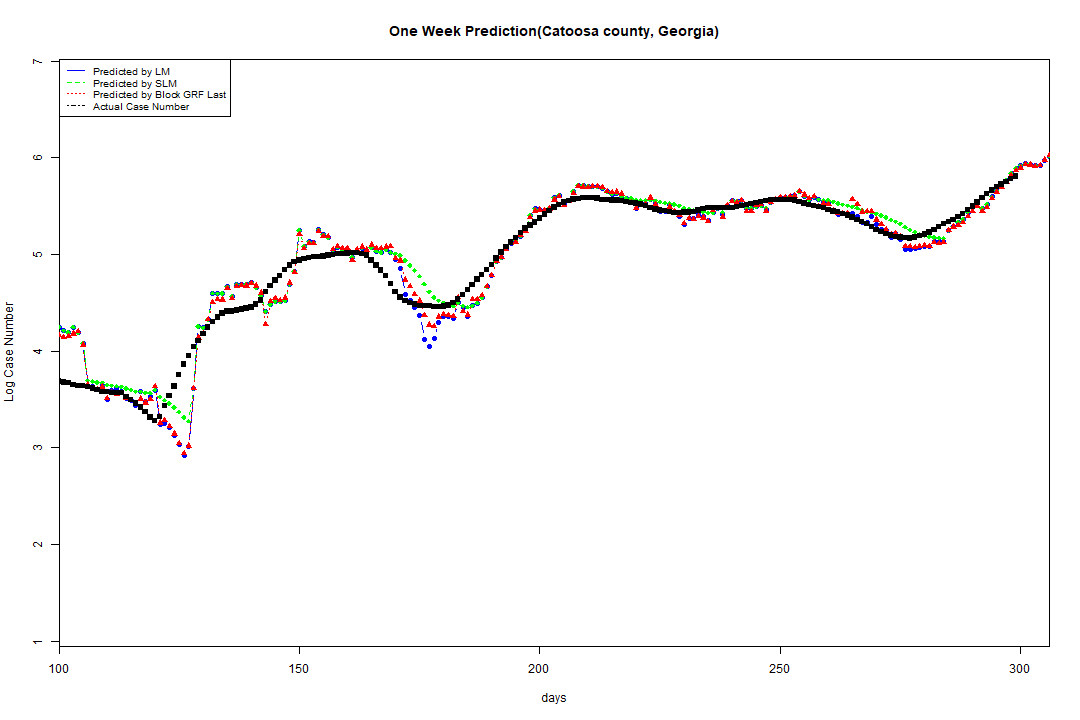 One Week Prediction(Catoosa county, Georgia)
Predicted by LM
Predicted by SLM
Predicted by Block GRF Last
Actual Case Number
7
6
5
4
3
2
1
Log Case Number
100 150 200 250 300
days